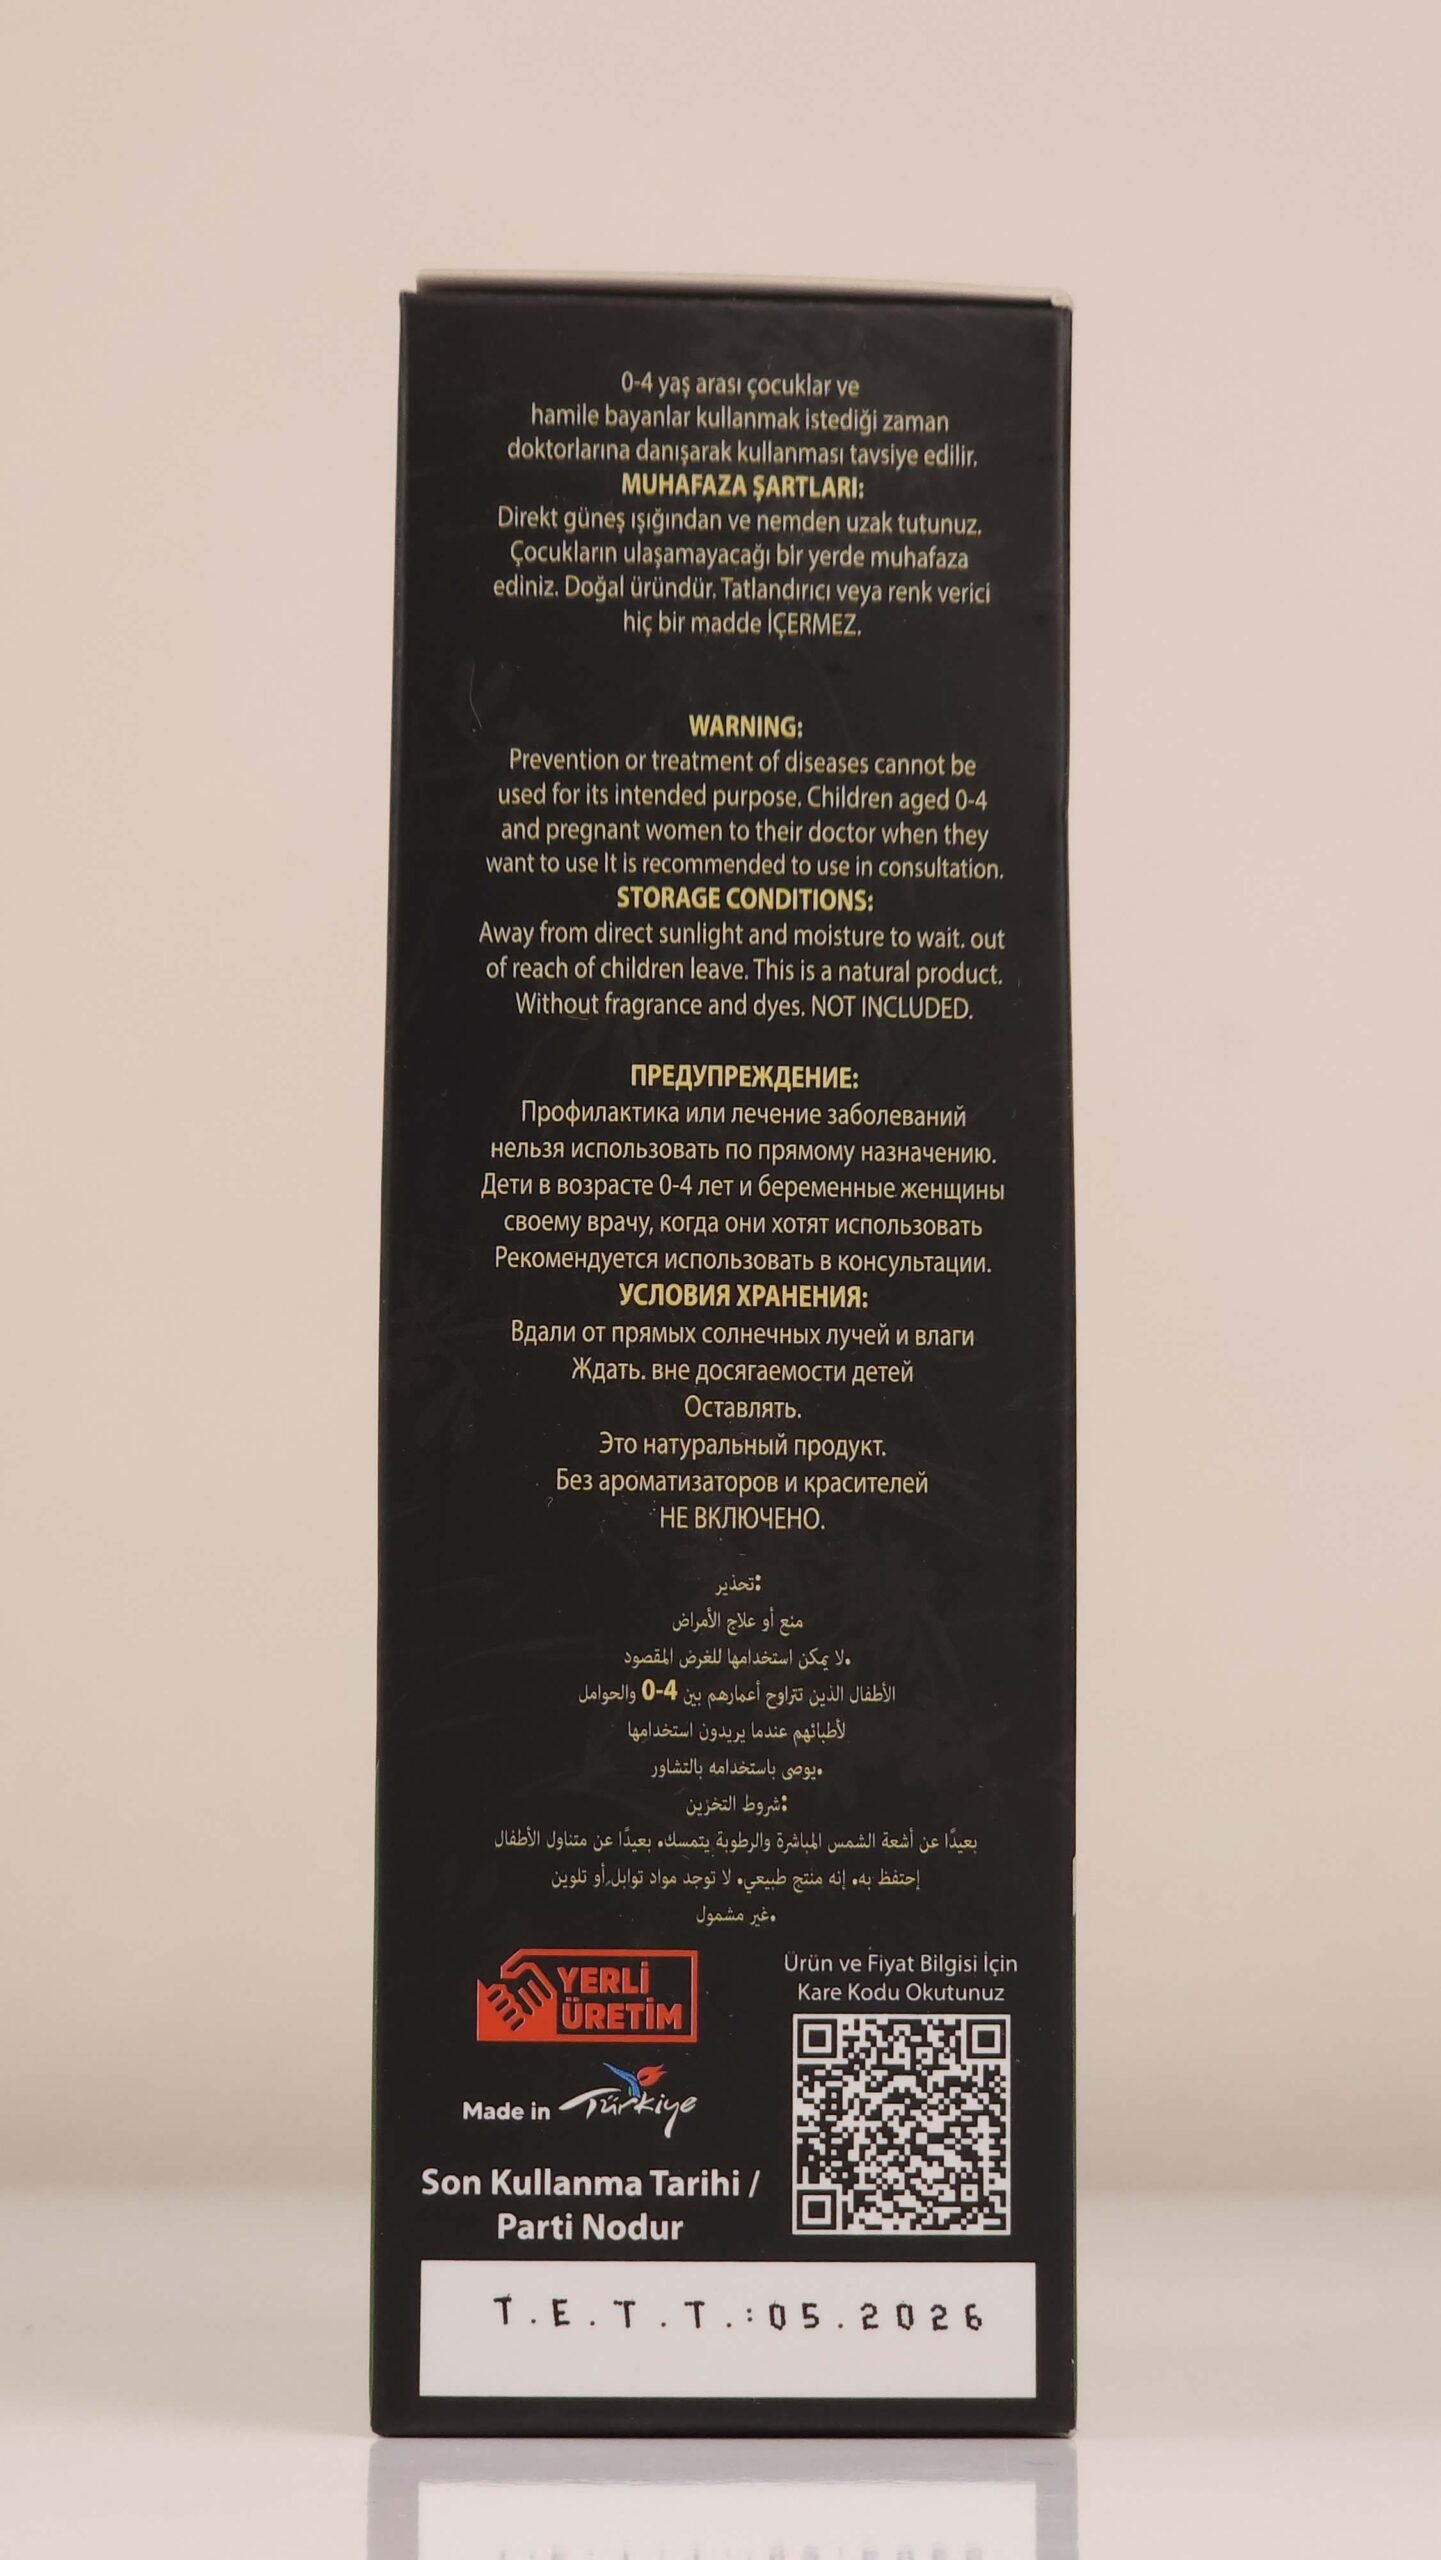 0-4 yaş arası çocuklar ve
hamile bayanlar kullanmak istediği zaman
doktorlarına danışarak kullanması tavsiye edilir.
MUHAFAZA ŞARTLARI:
Direkt güneş ışığından ve nemden uzak tutunuz.
Çocukların ulaşamayacağı bir yerde muhafaza
ediniz. Doğal üründür. Tatlandırıcı veya renk verici
hiç bir madde İÇERMEZ.
WARNING:
Prevention or treatment of diseases cannot be
used for its intended purpose. Children aged 0-4
and pregnant women to their doctor when they
want to use It is recommended to use in consultation.
STORAGE CONDITIONS:
Away from direct sunlight and moisture to wait. out
of reach of children leave. This is a natural product.
Without fragrance and dyes. NOT INCLUDED.
ПРЕДУПРЕЖДЕНИЕ:
Профилактика или лечение заболеваний
нельзя использовать по прямому назначению.
Дети в возрасте 0-4 лет и беременные женщины
своему врачу, когда они хотят использовать
Рекомендуется использовать в консультации.
УСЛОВИЯ ХРАНЕНИЯ:
Вдали от прямых солнечных лучей и влаги
Ждать. вне досягаемости детей
Оставлять.
Это натуральный продукт.
Без ароматизаторов и красителей
НЕ ВКЛЮЧЕНО.
:تحذير
منع أو علاج الأمراض
.لا يمكن استخدامها للغرض المقصود
الأطفال الذين تتراوح أعمارهم بين 4-0 والحوامل
لأطبائهم عندما يريدون استخدامها
.يوصى باستخدامه بالتشاور
:شروط التخزين
بعيدًا عن أشعة الشمس المباشرة والرطوبة يتمسك. بعيدًا عن متناول الأطفال
إحتفظ به. إنه منتج طبيعي. لا توجد مواد توابل أو تلوين
.غير مشمول
YERLİ
ÜRETİM
Made in Türkiye
Ürün ve Fiyat Bilgisi İçin
Kare Kodu Okutunuz
Son Kullanma Tarihi /
Parti Nodur
T.E.T.T.:05.2026